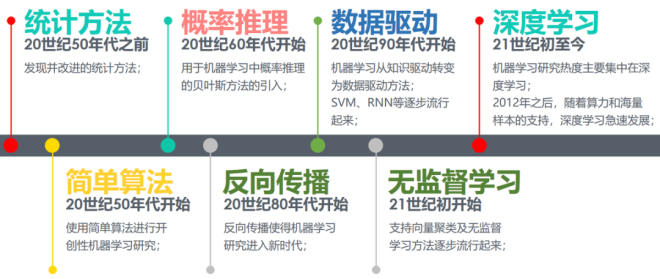 统计方法
20世纪50年代之前
发现并改进的统计方法；
概率推理
20世纪60年代开始
用于机器学习中概率推理
的贝叶斯方法的引入；
数据驱动
20世纪90年代开始
机器学习从知识驱动转变
为数据驱动方法；
SVM、RNN等逐步流行
起来；
深度学习
21世纪初至今
机器学习研究热度主要集中在深
度学习；
2012年之后，随着算力和海量
样本的支持，深度学习急速发展；
简单算法
20世纪50年代开始
使用简单算法进行开
创性机器学习研究；
反向传播
20世纪80年代开始
反向传播使得机器学习
研究进入新时代；
无监督学习
21世纪初开始
支持向量聚类及无监督
学习方法逐步流行起来；